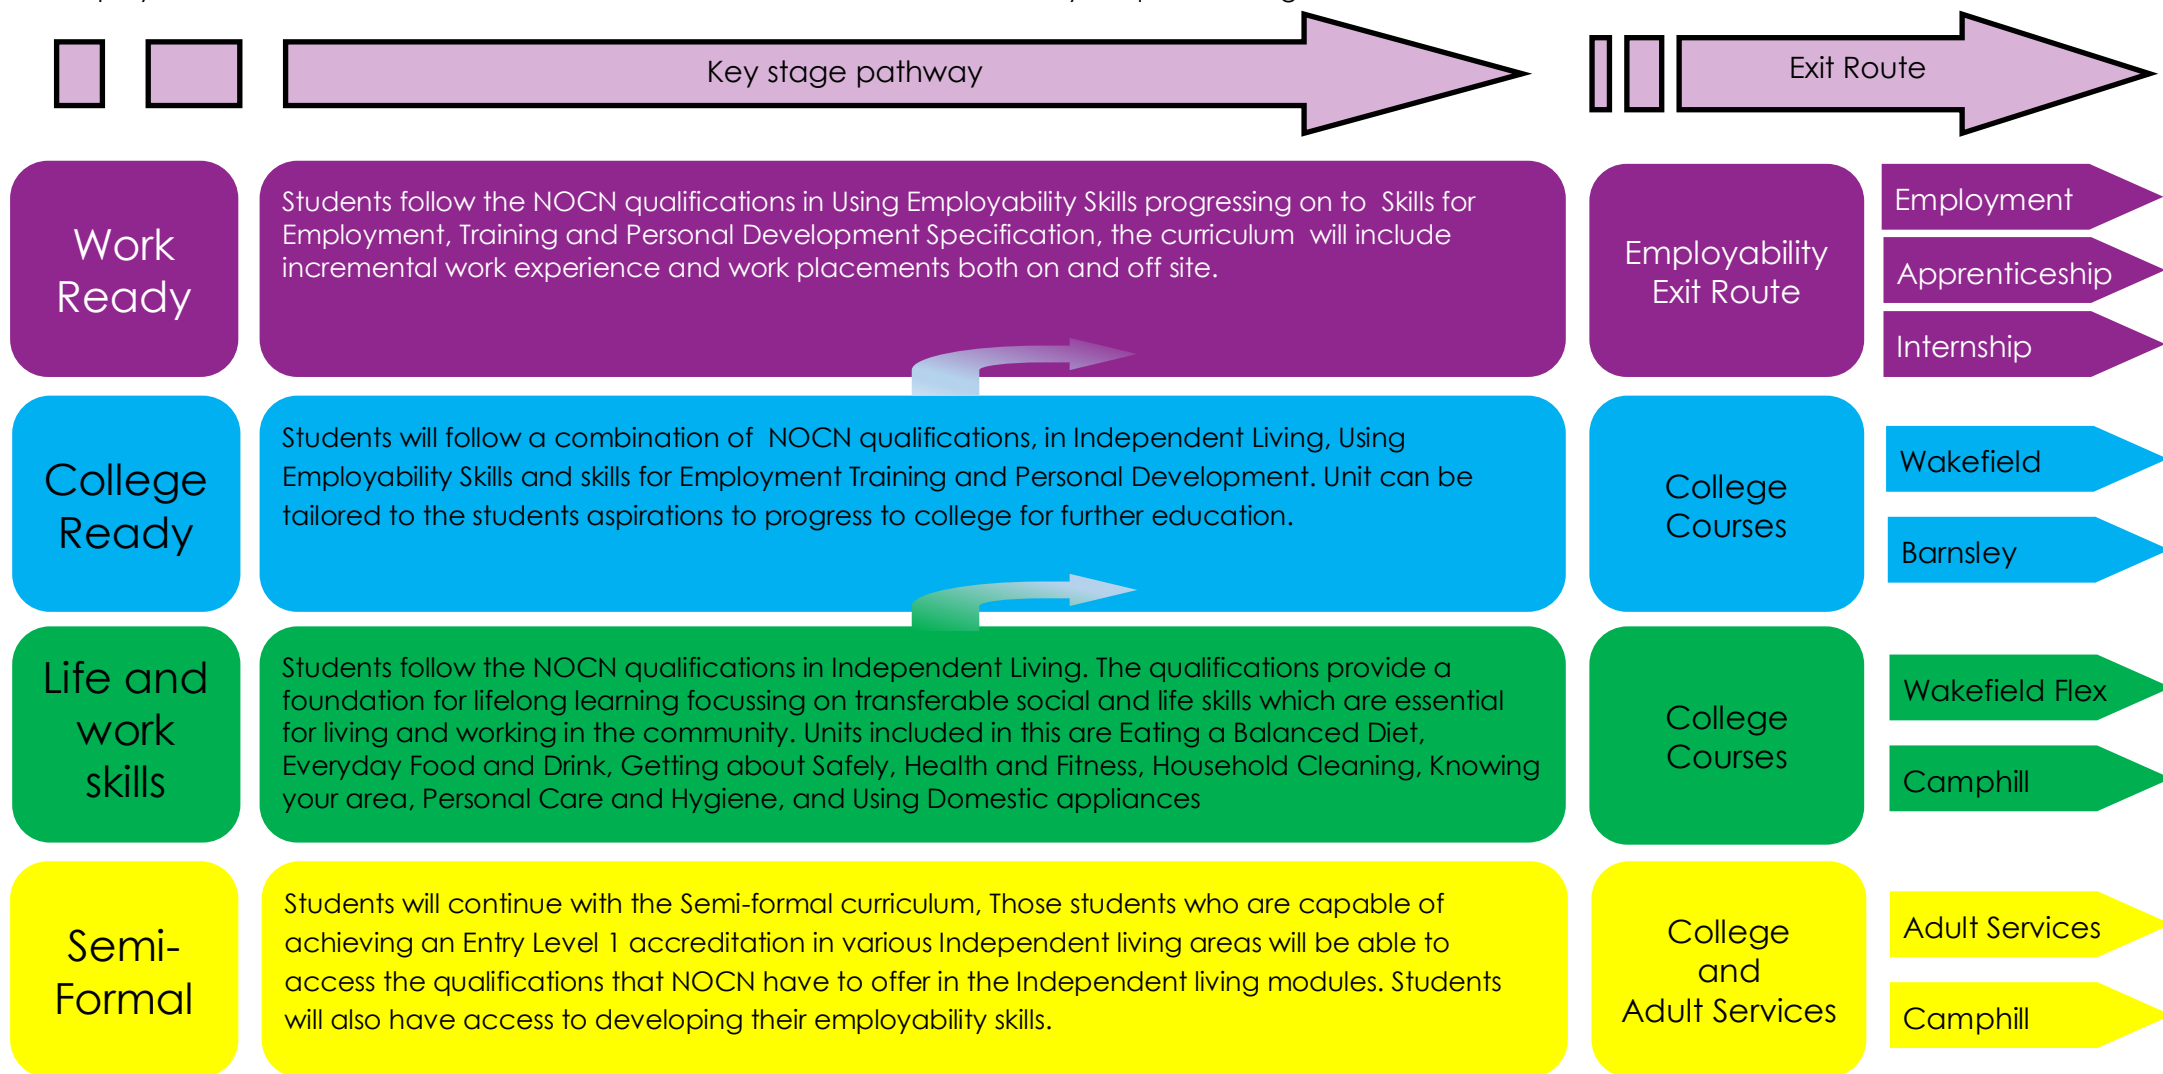 Key stage pathway
Exit Route
Work
Ready
Students follow the NOCN qualifications in Using Employability Skills progressing on to Skills for
Employment, Training and Personal Development Specification, the curriculum will include
incremental work experience and work placements both on and off site.
Employability
Exit Route
Employment
Apprenticeship
Internship
College
Ready
Students will follow a combination of NOCN qualifications, in Independent Living, Using
Employability Skills and skills for Employment Training and Personal Development. Unit can be
tailored to the students aspirations to progress to college for further education.
College
Courses
Wakefield
Barnsley
Life and
work
skills
Students follow the NOCN qualifications in Independent Living. The qualifications provide a
foundation for lifelong learning focussing on transferable social and life skills which are essential
for living and working in the community. Units included in this are Eating a Balanced Diet,
Everyday Food and Drink, Getting about Safely, Health and Fitness, Household Cleaning, Knowing
your area, Personal Care and Hygiene, and Using Domestic appliances
College
Courses
Wakefield Flex
Camphill
Semi-
Formal
Students will continue with the Semi-formal curriculum, Those students who are capable of
achieving an Entry Level 1 accreditation in various Independent living areas will be able to
access the qualifications that NOCN have to offer in the Independent living modules. Students
will also have access to developing their employability skills.
College
and
Adult Services
Adult Services
Camphill